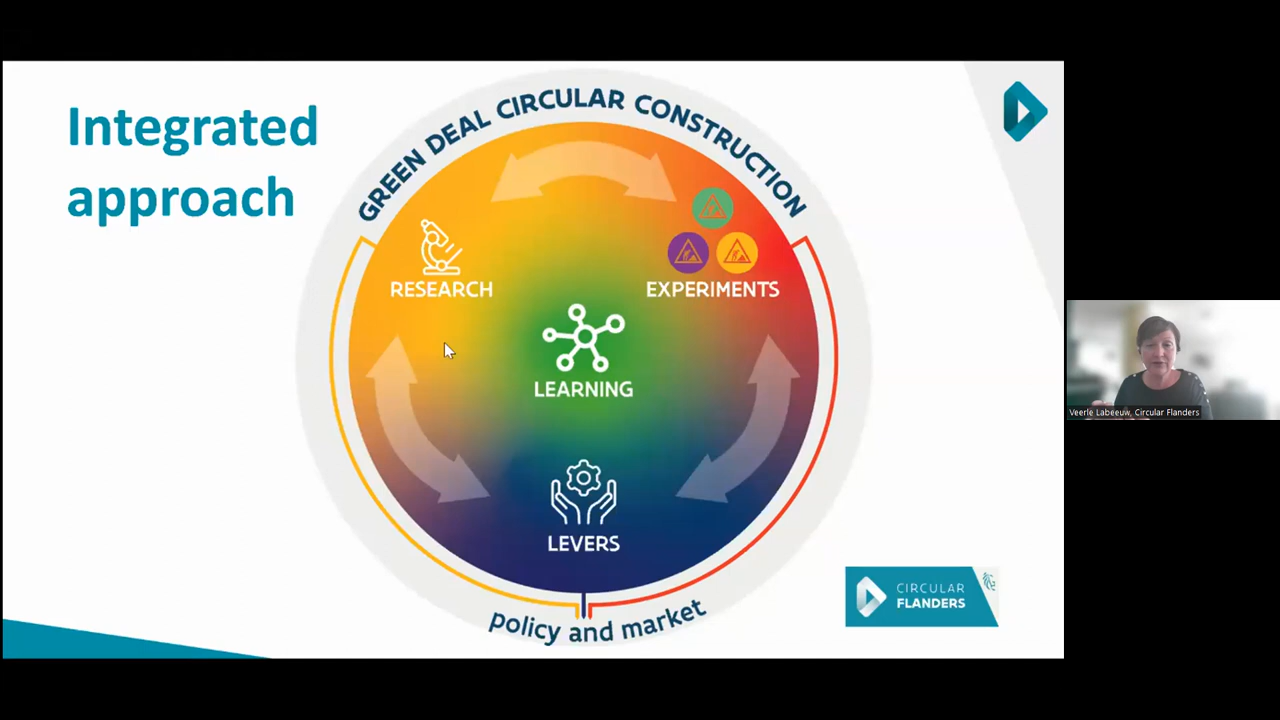 Integrated
approach
GREEN DEAL CIRCULAR CONSTRUCTION
RESEARCH
EXPERIMENTS
LEARNING
LEVERS
policy and market
CIRCULAR
FLANDERS
Veerle Labeeuw, Circular Flanders